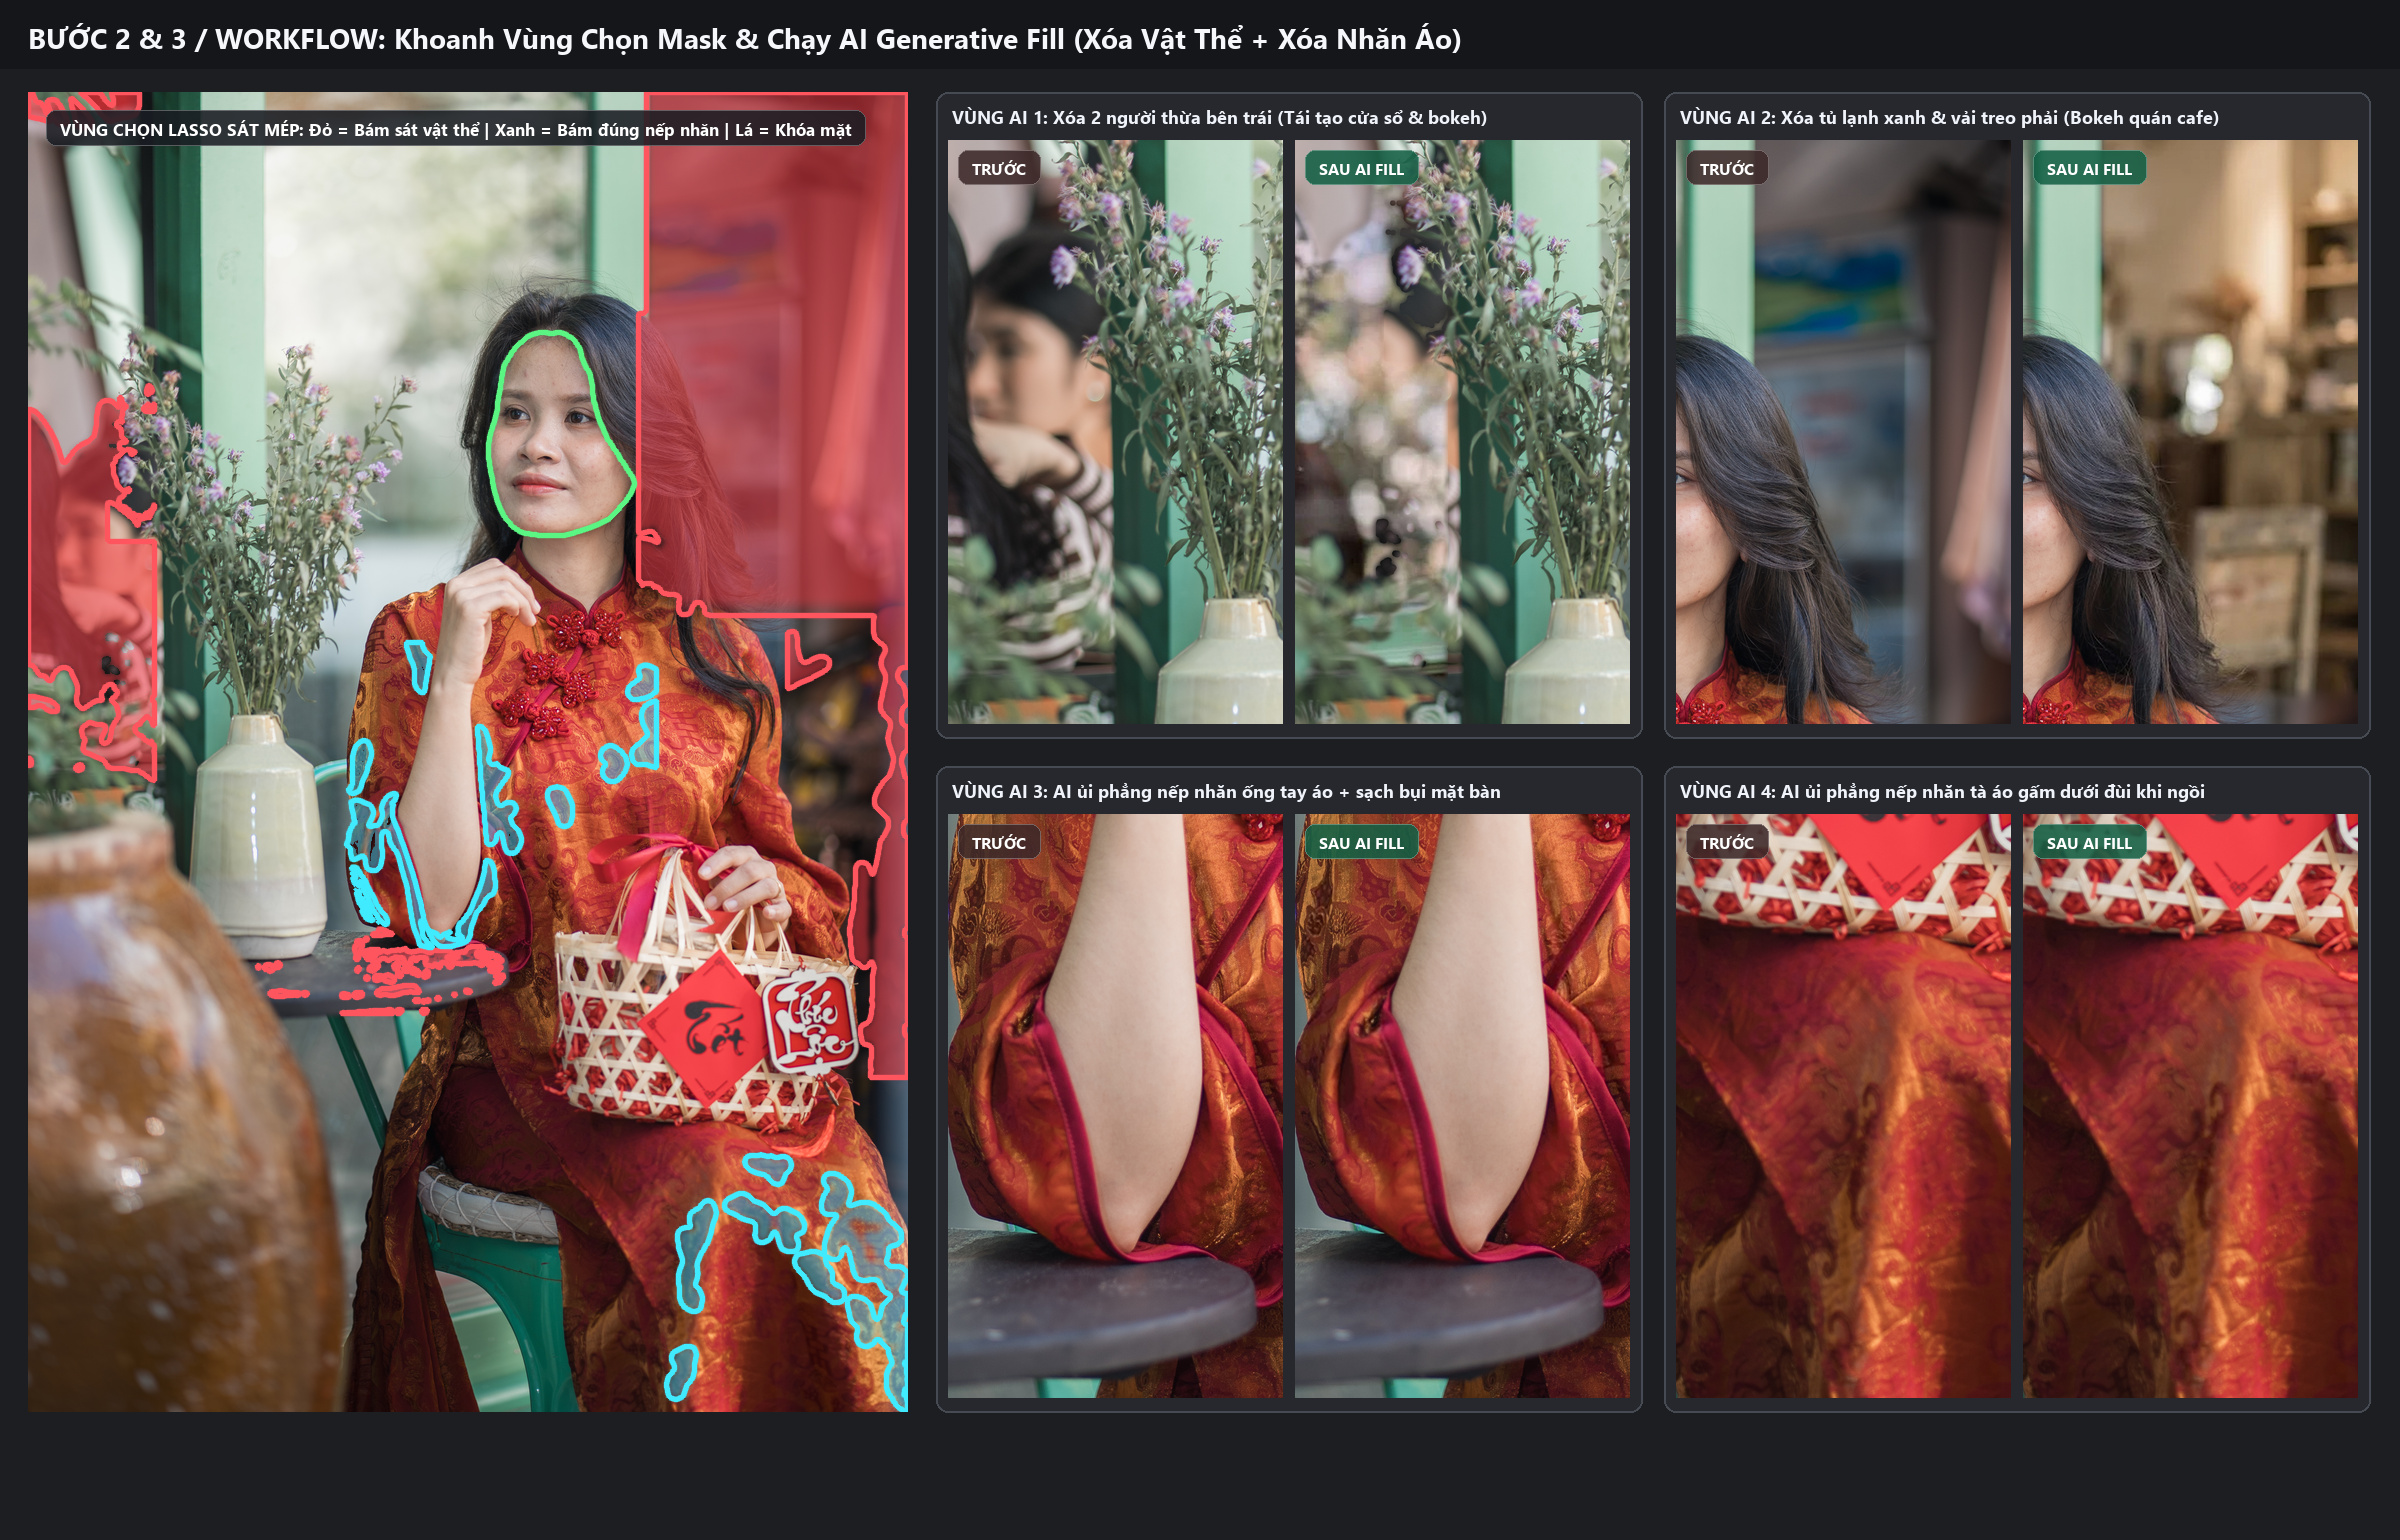 BƯỚC 2 & 3 / WORKFLOW: Khoanh Vùng Chọn Mask & Chạy AI Generative Fill (Xóa Vật Thể + Xóa Nhăn Áo)
VÙNG CHỌN LASSO SÁT MÉP: Đỏ = Bám sát vật thể | Xanh = Bám đúng nếp nhăn | Lá = Khóa mặt
Tết
Phúc
Lộc
VÙNG AI 1: Xóa 2 người thừa bên trái (Tái tạo cửa sổ & bokeh)
TRƯỚC
SAU AI FILL
VÙNG AI 2: Xóa tủ lạnh xanh & vải treo phải (Bokeh quán cafe)
TRƯỚC
SAU AI FILL
VÙNG AI 3: AI ủi phẳng nếp nhăn ống tay áo + sạch bụi mặt bàn
TRƯỚC
SAU AI FILL
VÙNG AI 4: AI ủi phẳng nếp nhăn tà áo gấm dưới đùi khi ngồi
TRƯỚC
SAU AI FILL